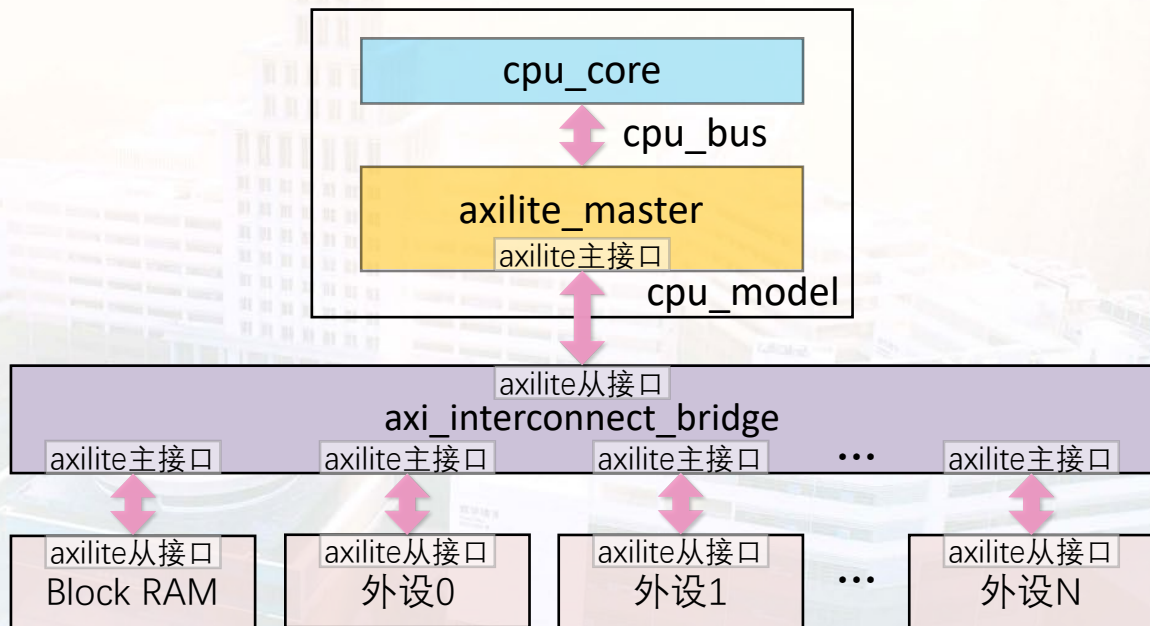 cpu_core
cpu_bus
axilite_master
axilite主接口
cpu_model
axilite从接口
axi_interconnect_bridge
axilite主接口 axilite主接口 axilite主接口 ... axilite主接口
axilite从接口 axilite从接口 axilite从接口 axilite从接口
Block RAM 外设0 外设1 ... 外设N